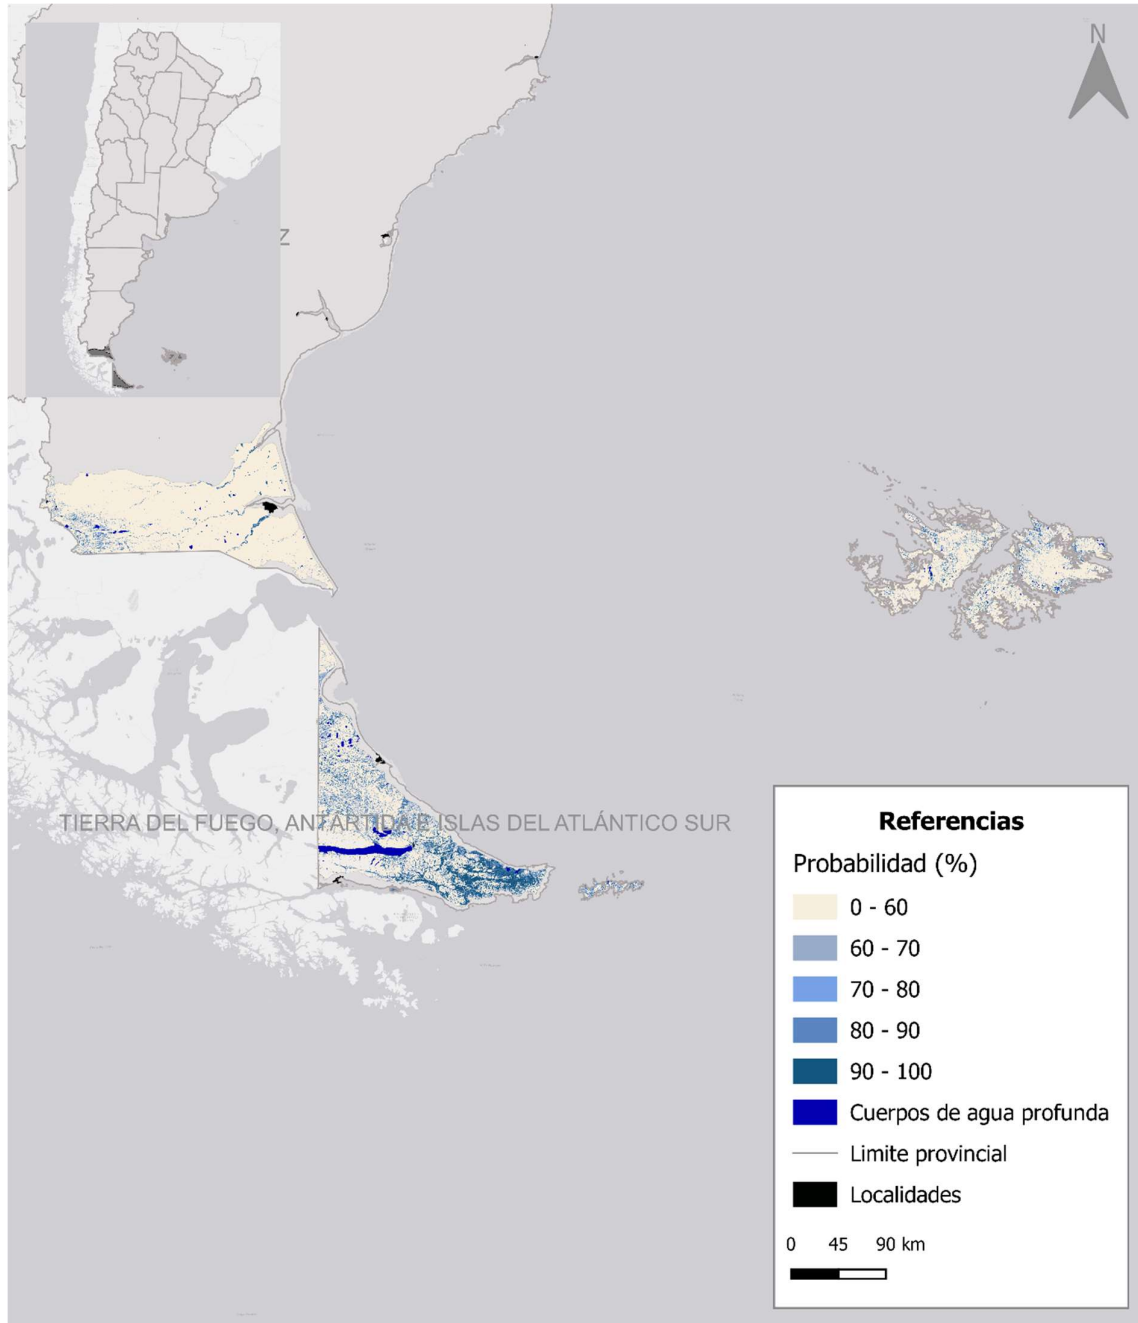 N
Z
TIERRA DEL FUEGO, ANTÁRTIDA E ISLAS DEL ATLÁNTICO SUR
Referencias
Probabilidad (%)
0 - 60
60 - 70
70 - 80
80 - 90
90 - 100
Cuerpos de agua profunda
Limite provincial
Localidades
0 45 90 km